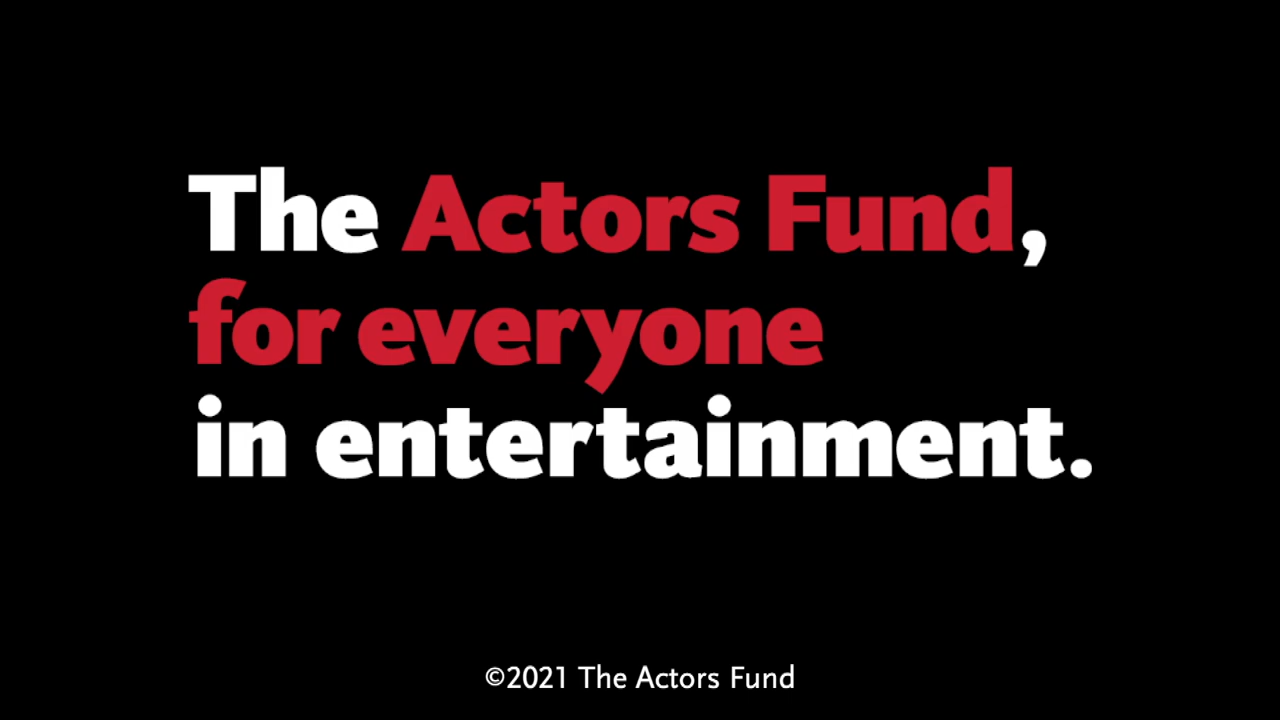 The Actors Fund,
for everyone
in entertainment.
©2021 The Actors Fund